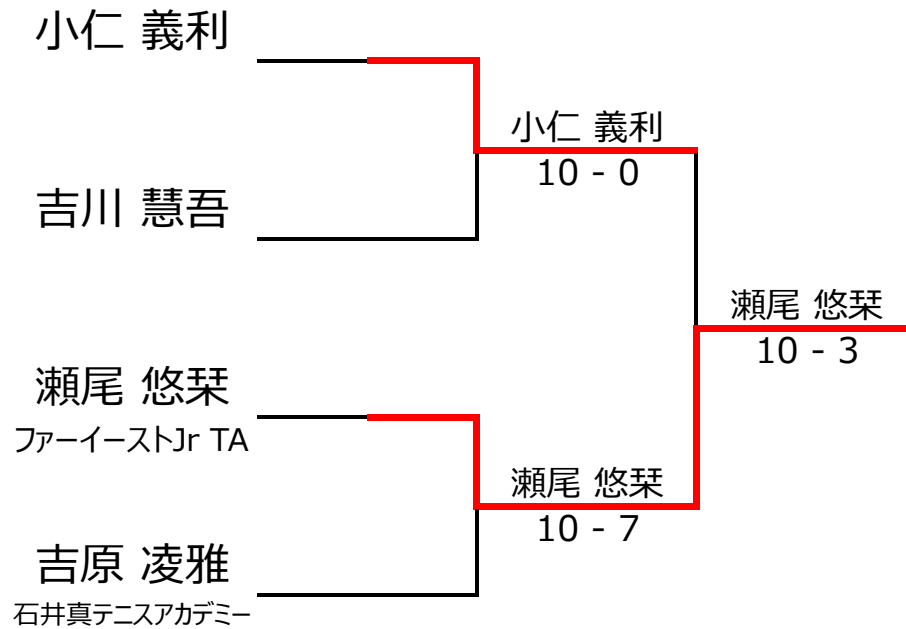 小仁 義利
吉川 慧吾
瀬尾 悠栞
ファーイーストJr TA
吉原 凌雅
石井真テニスアカデミー
小仁 義利
10 - 0
瀬尾 悠栞
10 - 7
瀬尾 悠栞
10 - 3